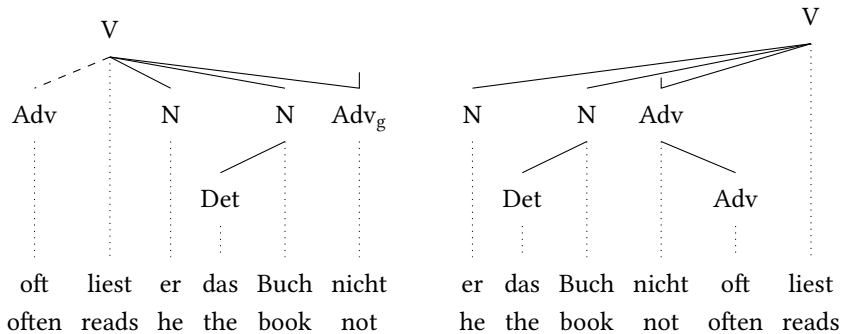 V V
Adv N N Adv_g N N Adv
Det Det Adv
oft liest er das Buch nicht er das Buch nicht oft liest
often reads he the book not he the book not often reads